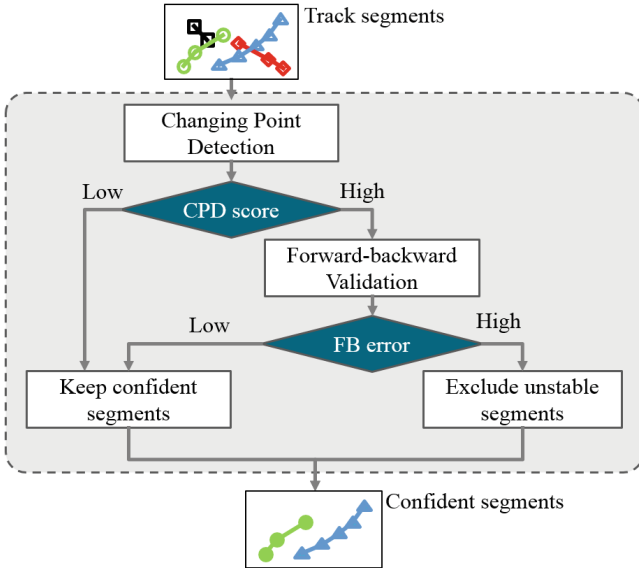 Track segments
Changing Point
Detection
Low
High
CPD score
Forward-backward
Validation
Low
High
FB error
Keep confident
segments
Exclude unstable
segments
Confident segments